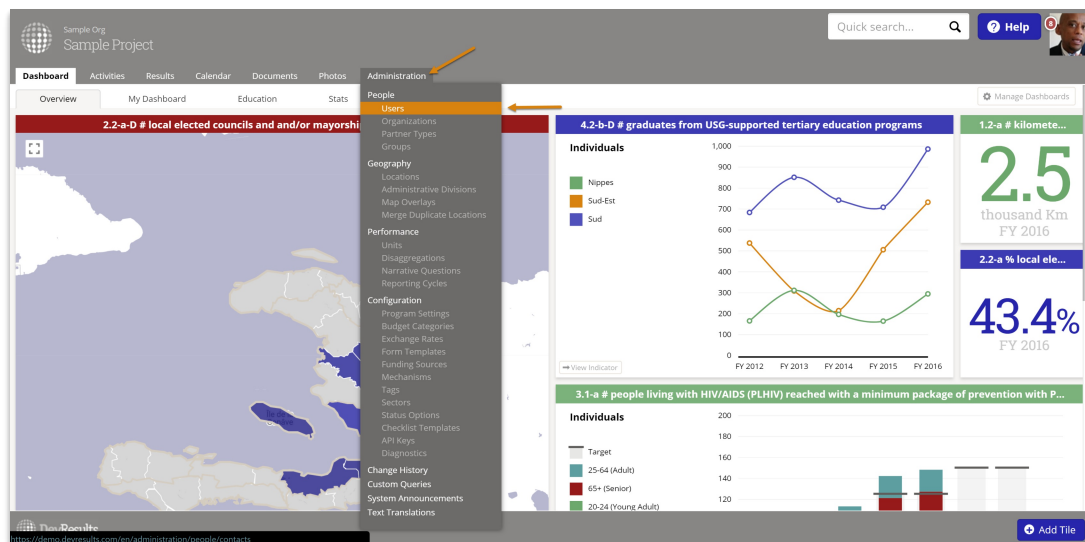 Sample Org
Sample Project
Quick search...
? Help
8
Dashboard Activities Results Calendar Documents Photos Administration
Overview My Dashboard Education Stats
Manage Dashboards
People
Users
Organizations
Partner Types
Groups
Geography
Locations
Administrative Divisions
Map Overlays
Merge Duplicate Locations
Performance
Units
Disaggregations
Narrative Questions
Reporting Cycles
Configuration
Program Settings
Budget Categories
Exchange Rates
Form Templates
Funding Sources
Mechanisms
Tags
Sectors
Status Options
Checklist Templates
API Keys
Diagnostics
Change History
Custom Queries
System Announcements
Text Translations
2.2-a-D # local elected councils and and/or mayorshi
4.2-b-D # graduates from USG-supported tertiary education programs
Individuals
Nippes
Sud-Est
Sud
1,000
900
800
700
600
500
400
300
200
100
0
FY 2012 FY 2013 FY 2014 FY 2015 FY 2016
View Indicator
1.2-a # kilomete...
2.5
thousand Km
FY 2016
2.2-a % local ele...
43.4%
FY 2016
3.1-a # people living with HIV/AIDS (PLHIV) reached with a minimum package of prevention with P...
Individuals
Target
25-64 (Adult)
65+ (Senior)
20-24 (Young Adult)
200
180
160
140
120
DevResults
https://demo.devresults.com/en/administration/people/contacts
Add Tile